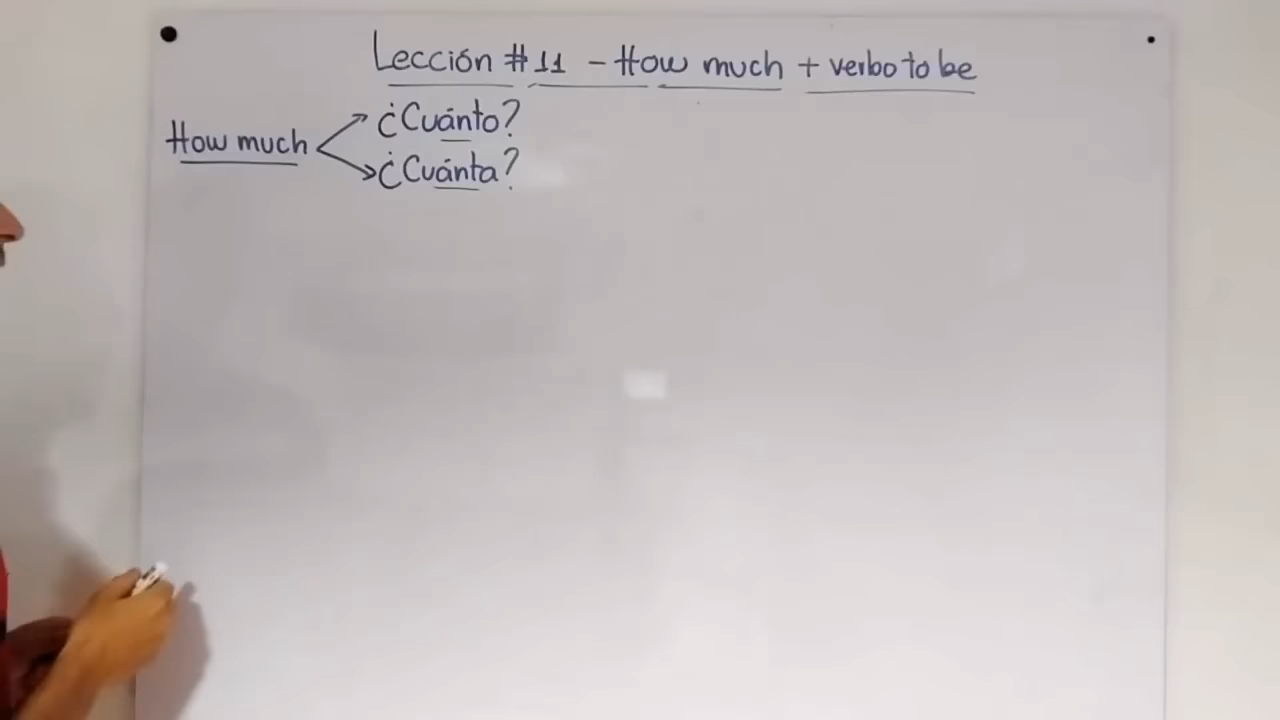 Lección #11 - How much + verbo to be
How much
¿Cuánto?
¿Cuánta?